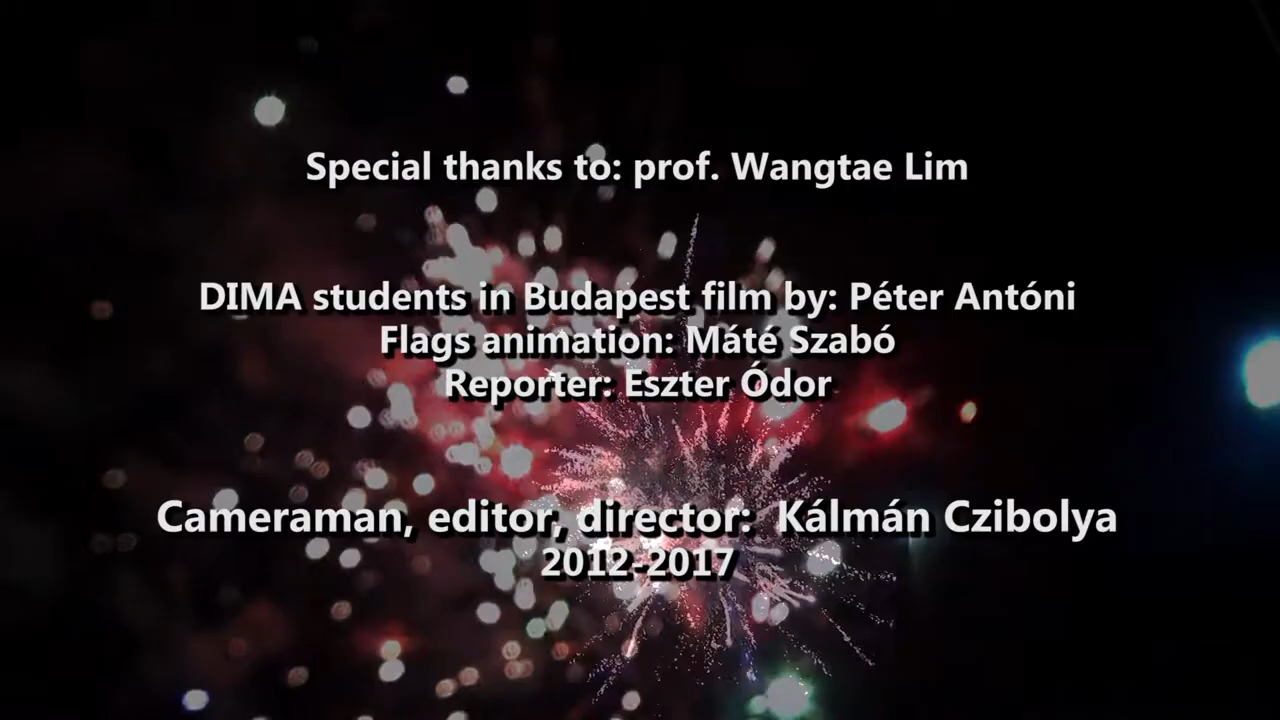 Special thanks to: prof. Wangtae Lim
DIMA students in Budapest film by: Péter Antóni
Flags animation: Máté Szabó
Reporter: Eszter Ódor
Cameraman, editor, director:  Kálmán Czibolya
2012-2017